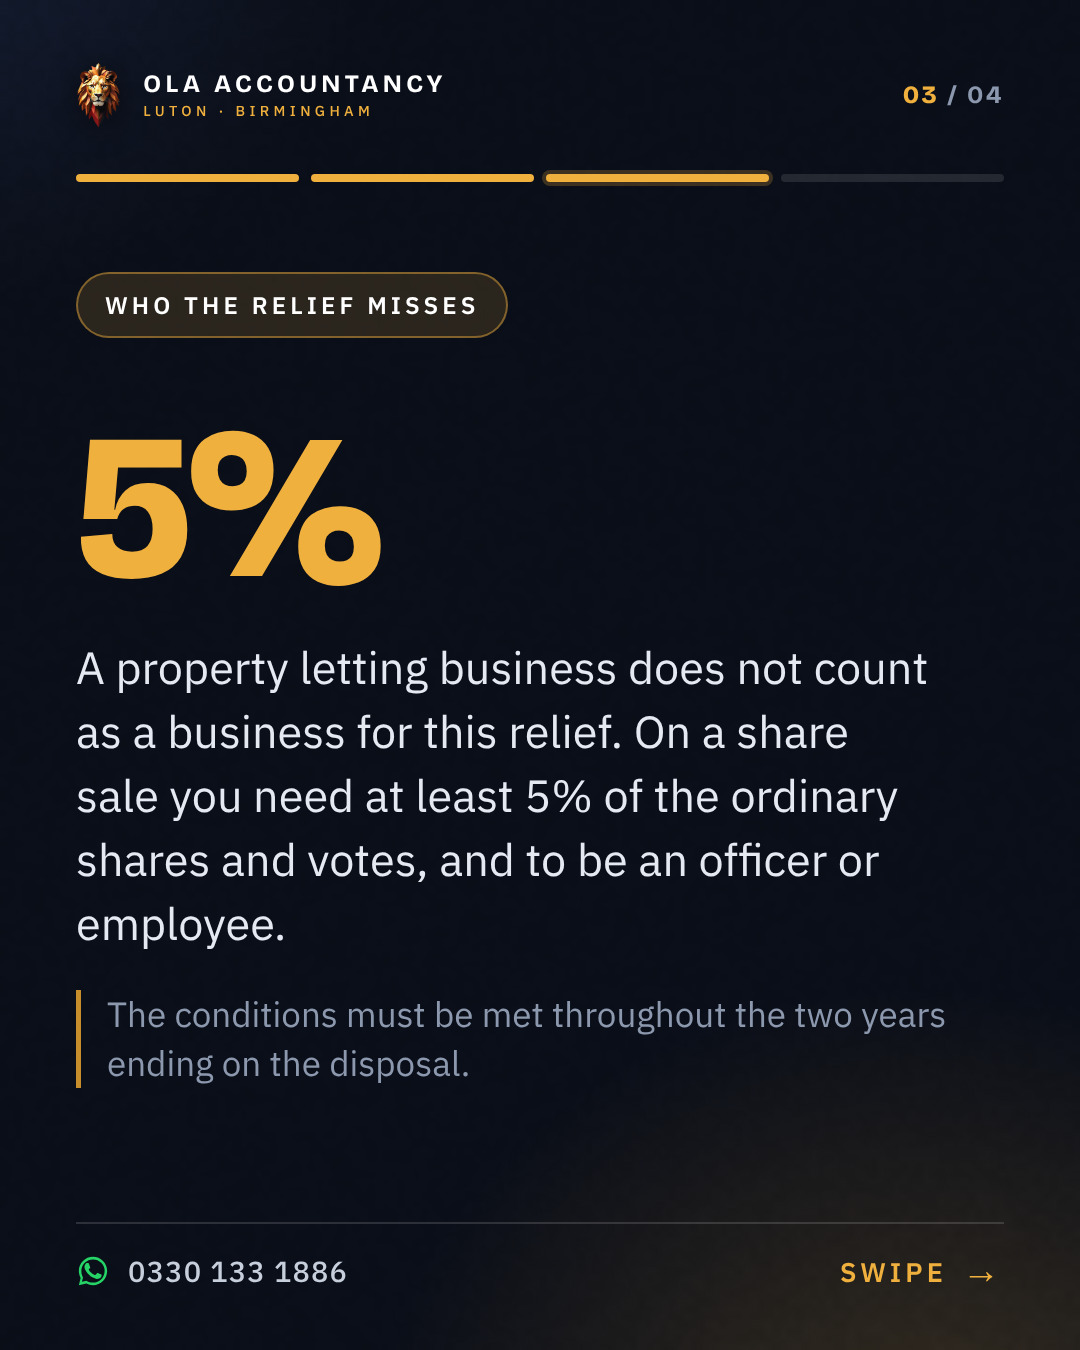 OLA ACCOUNTANCY
LUTON · BIRMINGHAM
03 / 04
WHO THE RELIEF MISSES
5%
A property letting business does not count
as a business for this relief. On a share
sale you need at least 5% of the ordinary
shares and votes, and to be an officer or
employee.
The conditions must be met throughout the two years
ending on the disposal.
0330 133 1886
SWIPE →